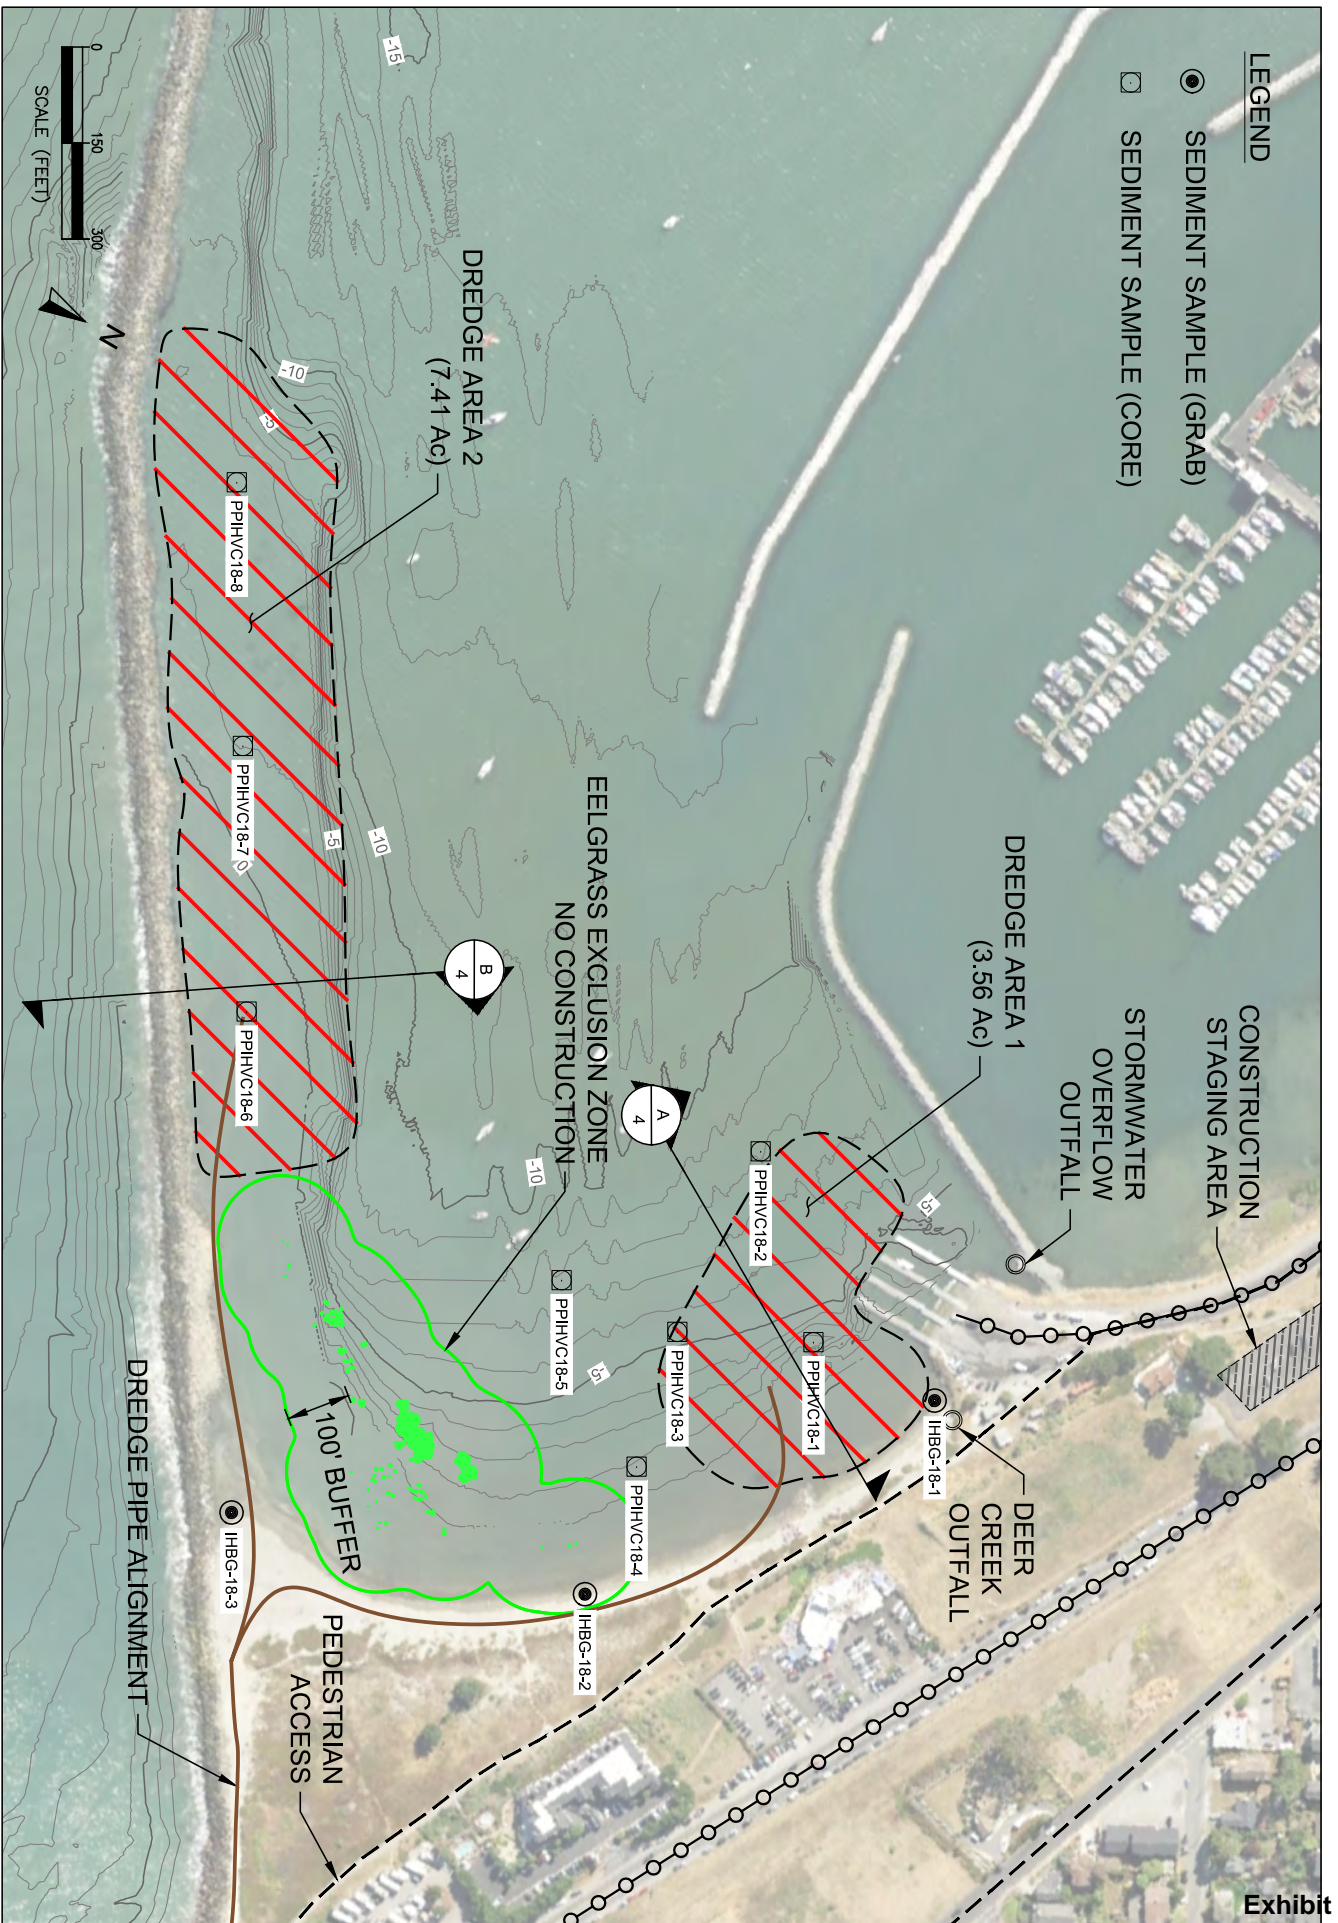 LEGEND
SEDIMENT SAMPLE (GRAB)
SEDIMENT SAMPLE (CORE)
0
150
300
SCALE (FEET)
N
-15
DREDGE AREA 2
(7.41 Ac)
-10
-5
PPIHVC18-8
PPIHVC18-7
0
-5
-10
PPIHVC18-6
B
4
EELGRASS EXCLUSION ZONE
NO CONSTRUCTION
A
4
-10
DREDGE AREA 1
(3.56 Ac)
CONSTRUCTION
STAGING AREA
STORMWATER
OVERFLOW
OUTFALL
-5
PPIHVC18-2
PPIHVC18-5
-5
PPIHVC18-3
PPIHVC18-1
IHBG-18-1
PPIHVC18-4
DEER
CREEK
OUTFALL
100' BUFFER
IHBG-18-3
IHBG-18-2
DREDGE PIPE ALIGNMENT
PEDESTRIAN
ACCESS
Exhibit